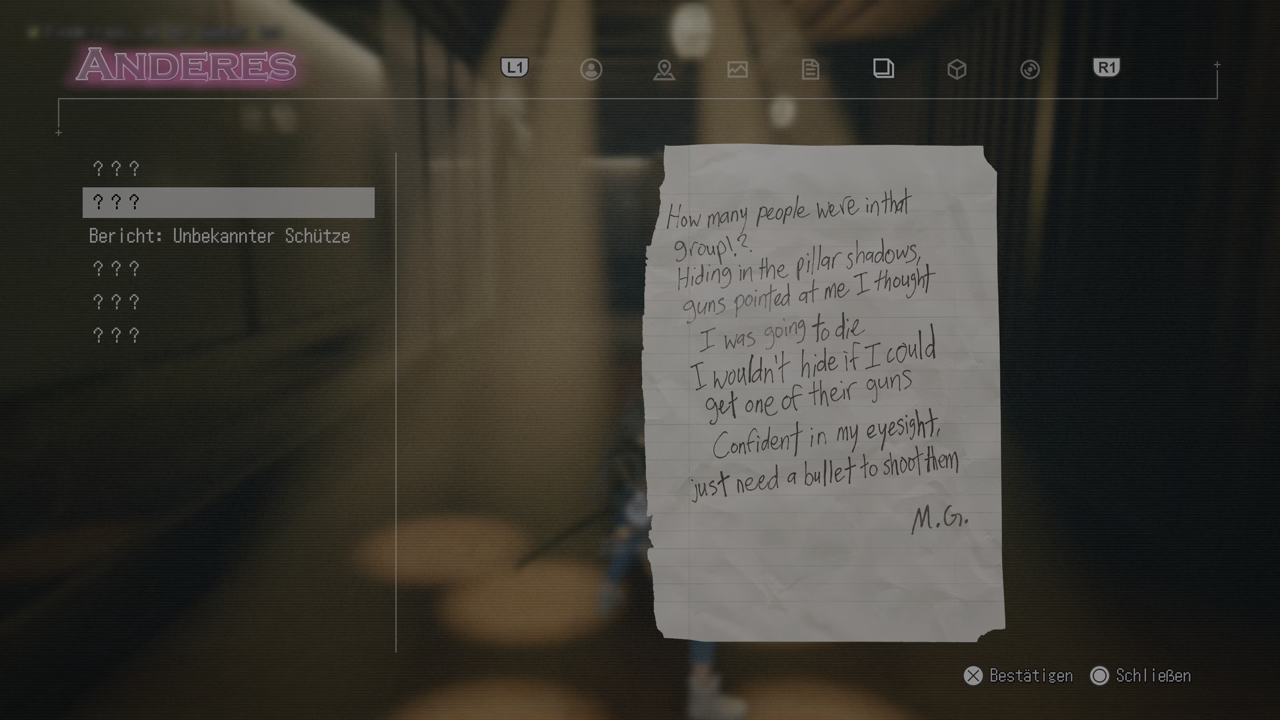 ANDERES
L1
R1
???
???
Bericht: Unbekannter Schütze
???
???
???
How many people were in that
group!?
Hiding in the pillar shadows,
guns pointed at me I thought
I was going to die
I wouldn't hide if I could
get one of their guns
Confident in my eyesight,
just need a bullet to shoot them
M.G.
Bestätigen
Schließen